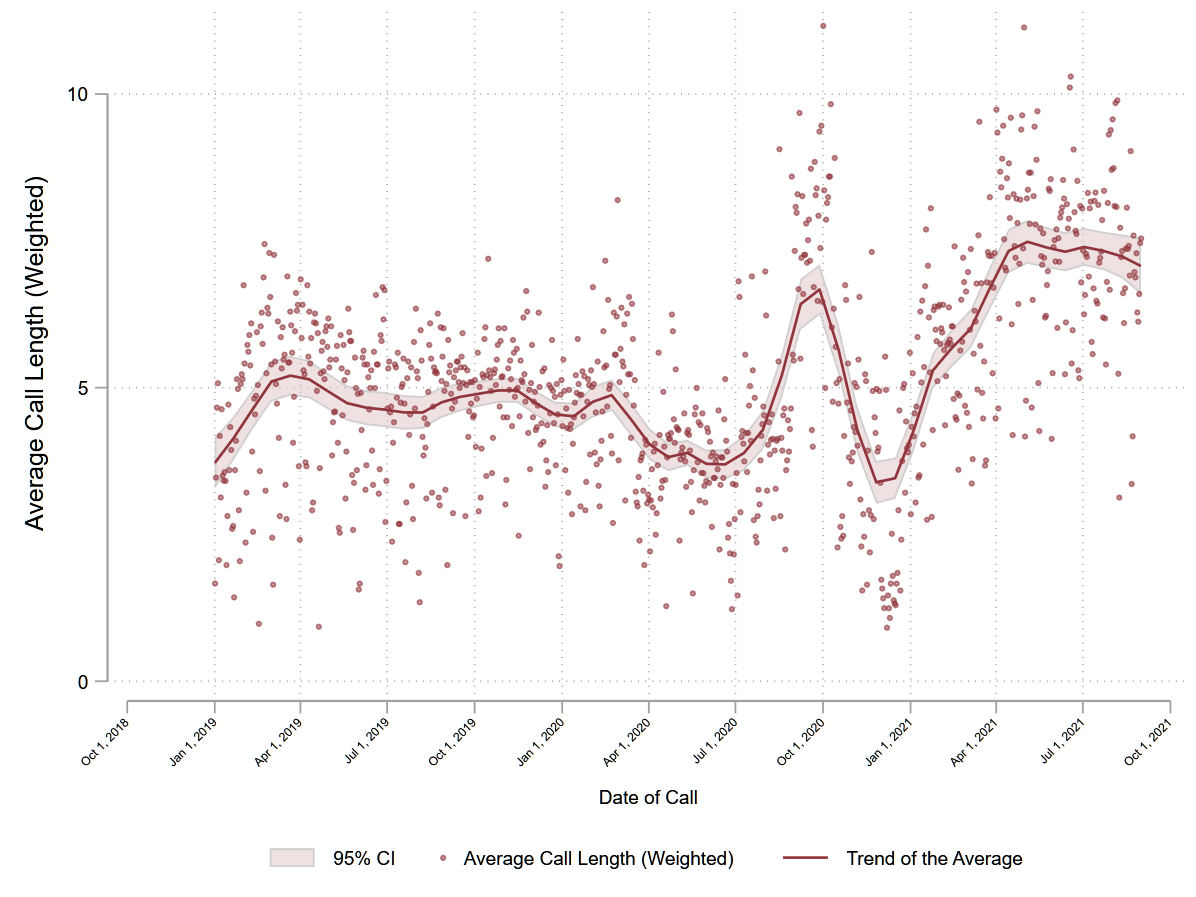 Average Call Length (Weighted)
10
5
0
Oct 1, 2018
Jan 1, 2019
Apr 1, 2019
Jul 1, 2019
Oct 1, 2019
Jan 1, 2020
Apr 1, 2020
Jul 1, 2020
Oct 1, 2020
Jan 1, 2021
Apr 1, 2021
Jul 1, 2021
Oct 1, 2021
Date of Call
95% CI
Average Call Length (Weighted)
Trend of the Average